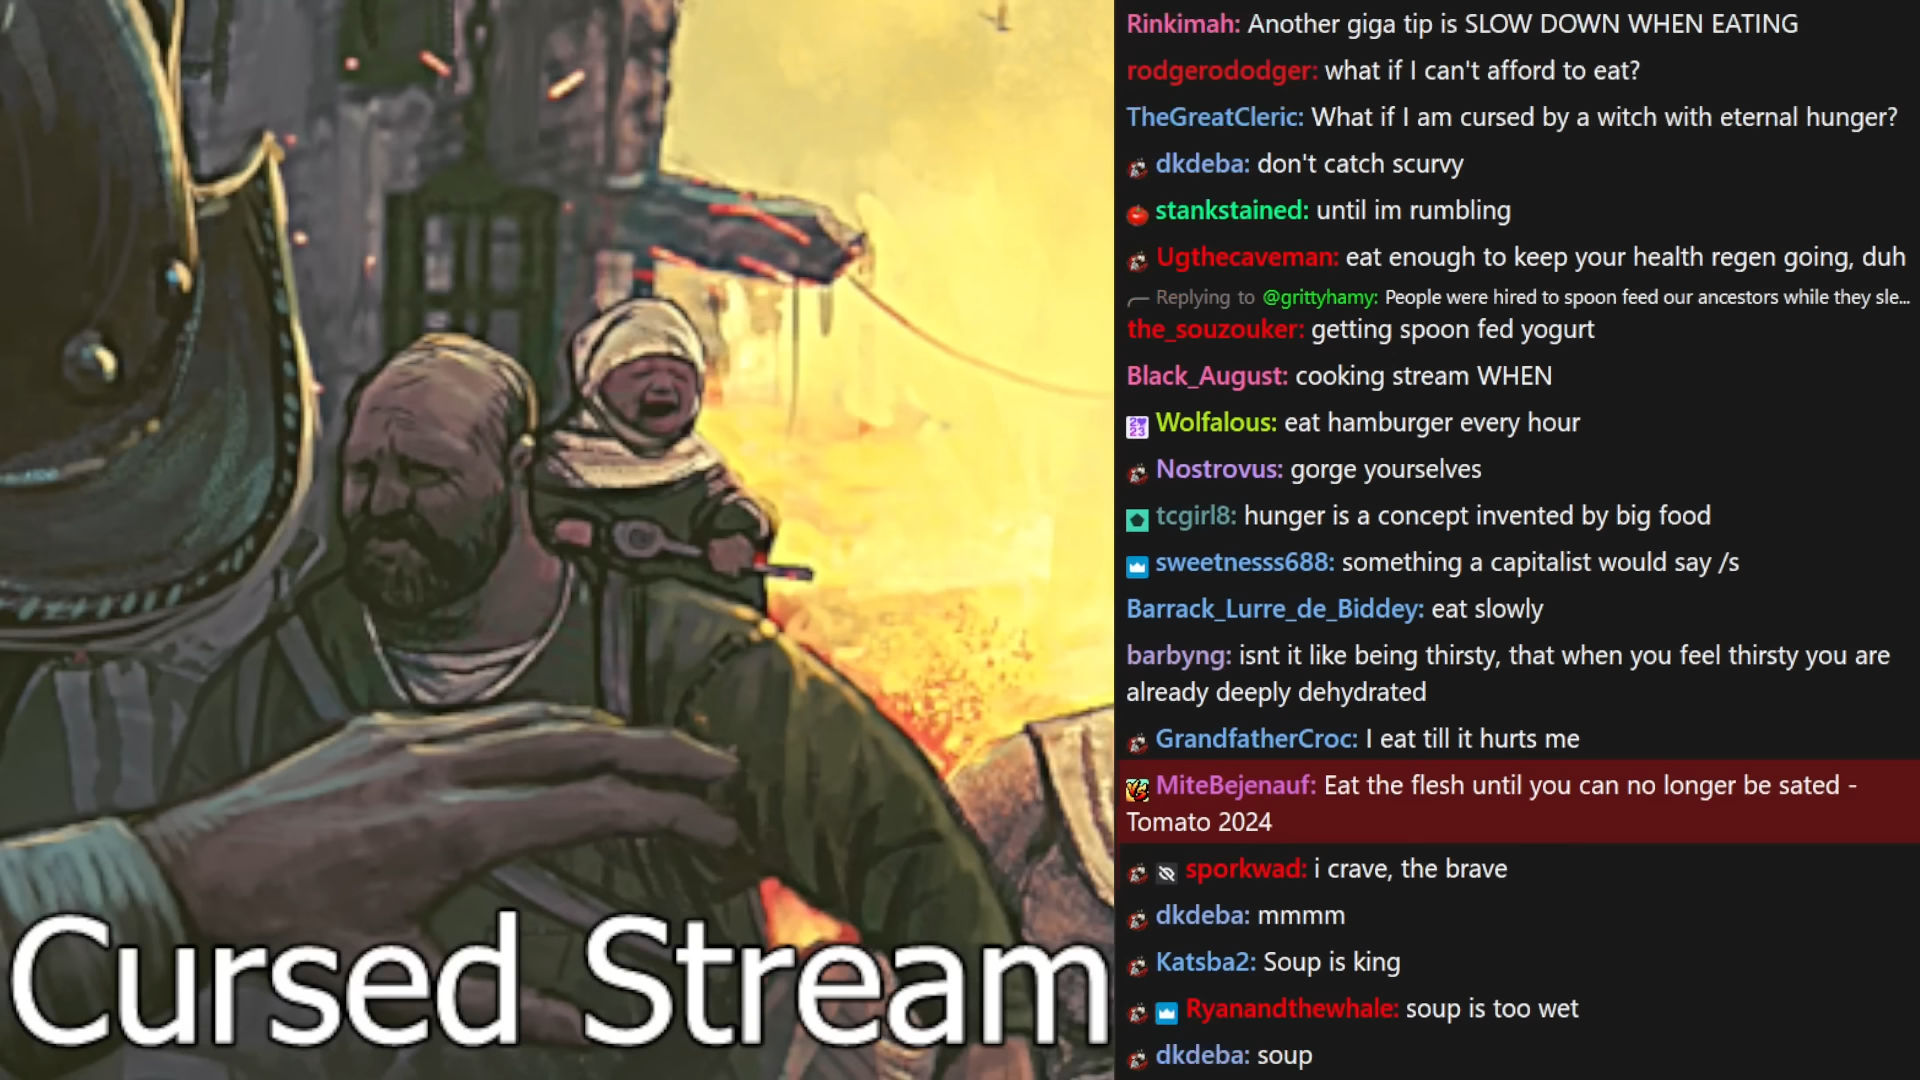 Rinkimah: Another giga tip is SLOW DOWN WHEN EATING
rodgerododger: what if I can't afford to eat?
TheGreatCleric: What if I am cursed by a witch with eternal hunger?
dkdeba: don't catch scurvy
stankstained: until im rumbling
Ugthecaveman: eat enough to keep your health regen going, duh
Replying to @grittyhamy: People were hired to spoon feed our ancestors while they sle...
the_souzouker: getting spoon fed yogurt
Black_August: cooking stream WHEN
Wolfalous: eat hamburger every hour
Nostrovus: gorge yourselves
tcgirl8: hunger is a concept invented by big food
sweetnesss688: something a capitalist would say /s
Barrack_Lurre_de_Biddey: eat slowly
barbyng: isnt it like being thirsty, that when you feel thirsty you are
already deeply dehydrated
GrandfatherCroc: I eat till it hurts me
MiteBejenauf: Eat the flesh until you can no longer be sated -
Tomato 2024
sporkwad: i crave, the brave
dkdeba: mmmm
Katsba2: Soup is king
Ryanandthewhale: soup is too wet
dkdeba: soup
Cursed Stream